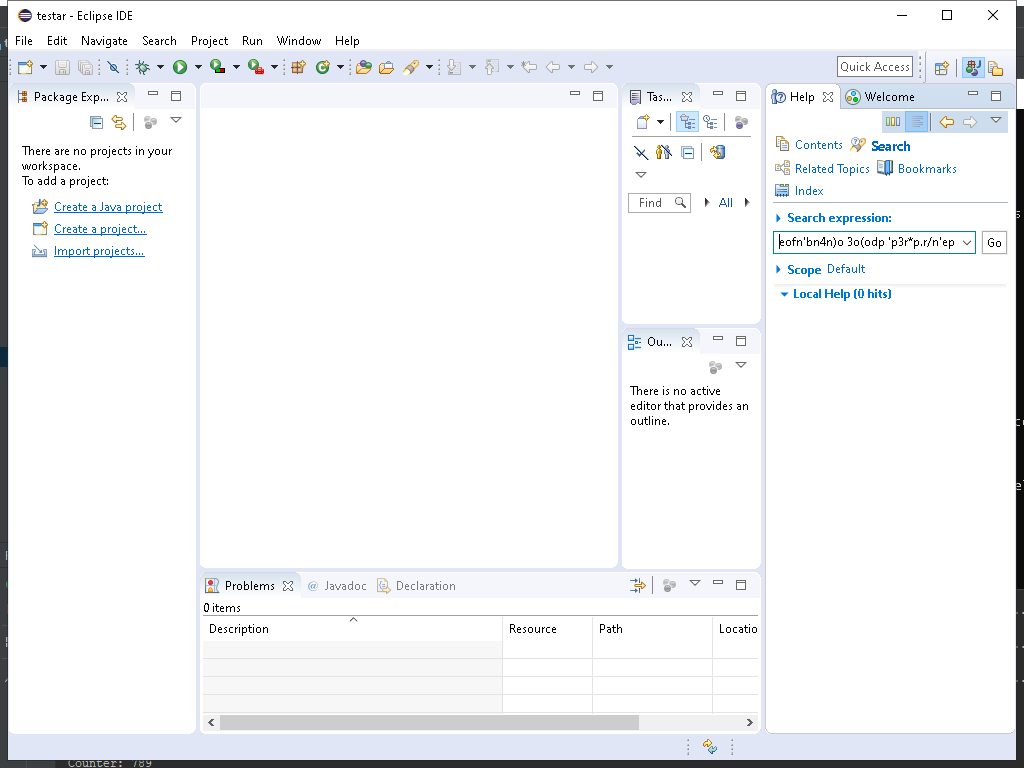 testar - Eclipse IDE
File Edit Navigate Search Project Run Window Help
Quick Access
Package Exp...
There are no projects in your
workspace.
To add a project:
Create a Java project
Create a project...
Import projects...
Tas...
Find
All
Ou...
There is no active
editor that provides an
outline.
Help
Welcome
Contents Search
Related Topics Bookmarks
Index
Search expression:
eofn'bn4n)o 3o(odp 'p3r*p.r/n'ep
Go
Scope Default
Local Help (0 hits)
Problems @ Javadoc Declaration
0 items
Description Resource Path Locatio
Counter: 789